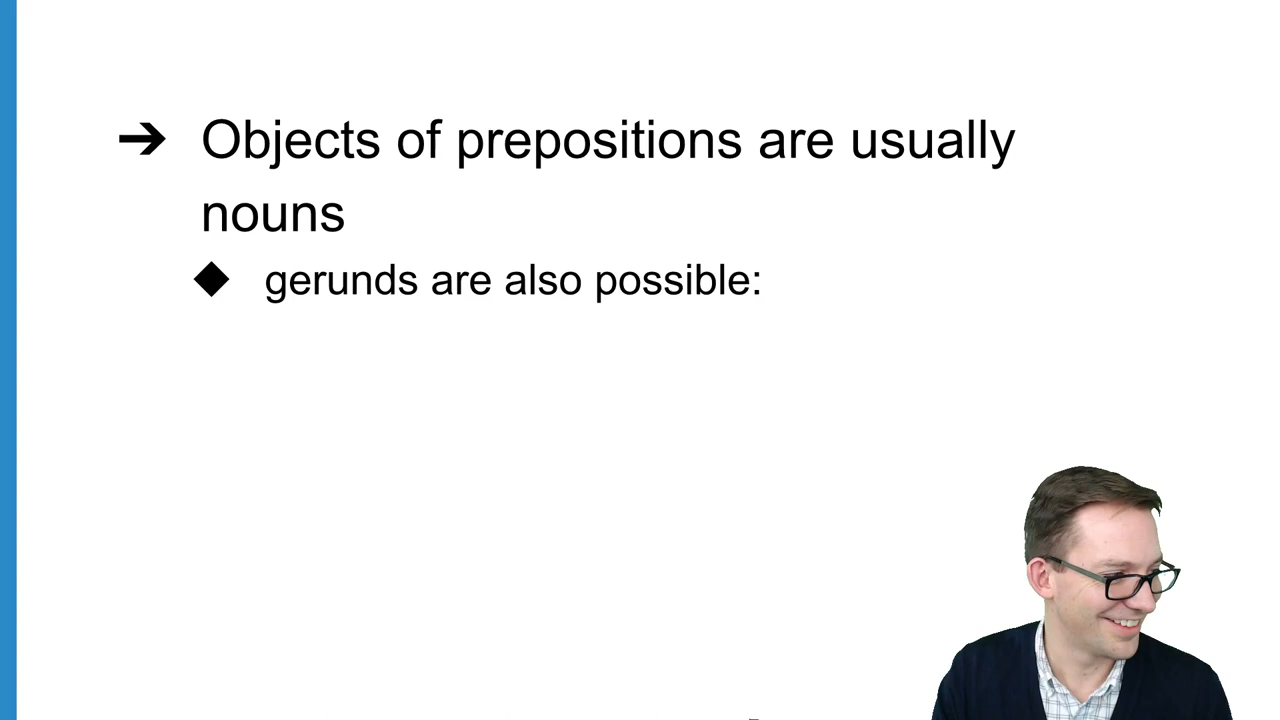 ➔ Objects of prepositions are usually
nouns
◆ gerunds are also possible: